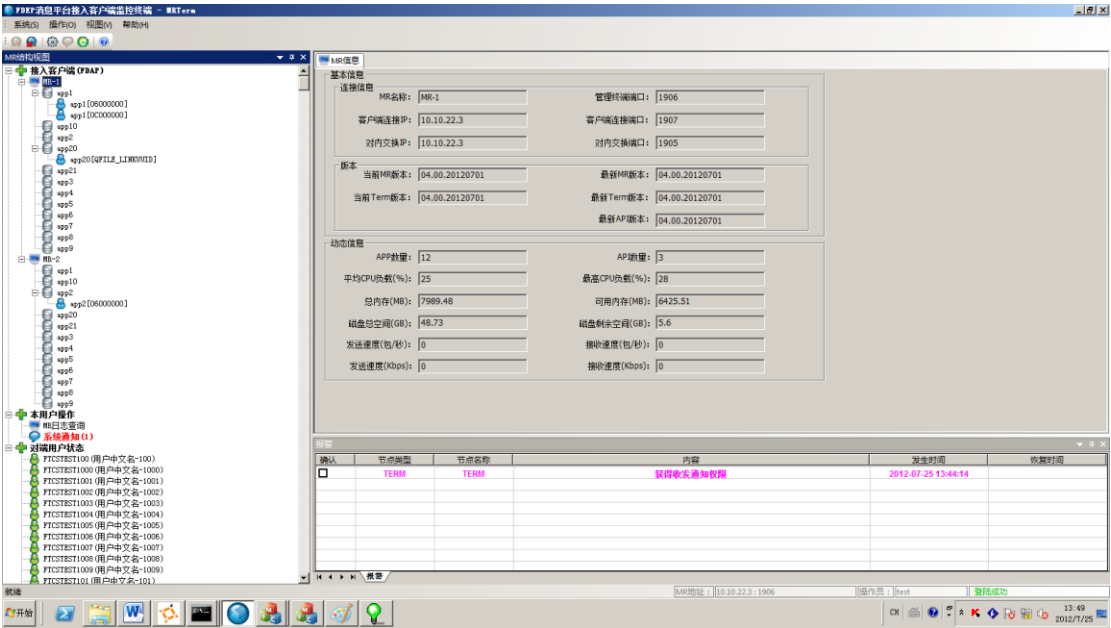 FDEP消息平台接入客户端监控终端 - MRTerm
系统(S) 操作(O) 视图(V) 帮助(H)
MR结构视图
接入客户端(FDAP)
MR-1
app1
app1[06000000]
app1[0C000000]
app10
app2
app20
app20[QFILE_LINKUUID]
app21
app3
app4
app5
app6
app7
app8
app9
MR-2
app1
app10
app2
app2[06000000]
app20
app21
app3
app4
app5
app6
app7
app8
app9
本用户操作
MR日志查询
系统通知(1)
对端用户状态
FTCSTEST100(用户中文名-100)
FTCSTEST1000(用户中文名-1000)
FTCSTEST1001(用户中文名-1001)
FTCSTEST1002(用户中文名-1002)
FTCSTEST1003(用户中文名-1003)
FTCSTEST1004(用户中文名-1004)
FTCSTEST1005(用户中文名-1005)
FTCSTEST1006(用户中文名-1006)
FTCSTEST1007(用户中文名-1007)
FTCSTEST1008(用户中文名-1008)
FTCSTEST1009(用户中文名-1009)
FTCSTEST101(用户中文名-101)
MR信息
基本信息
连接信息
MR名称: MR-1 管理终端端口: 1906
客户端连接IP: 10.10.22.3 客户端连接端口: 1907
对内交换IP: 10.10.22.3 对内交换端口: 1905
版本
当前MR版本: 04.00.20120701 最新MR版本: 04.00.20120701
当前Term版本: 04.00.20120701 最新Term版本: 04.00.20120701
最新API版本: 04.00.20120701
动态信息
APP数量: 12 API数量: 3
平均CPU负载(%): 25 最高CPU负载(%): 28
总内存(MB): 7989.48 可用内存(MB): 6425.51
磁盘总空间(GB): 48.73 磁盘剩余空间(GB): 5.6
发送速度(包/秒): 0 接收速度(包/秒): 0
发送速度(Kbps): 0 接收速度(Kbps): 0
报警
确认 节点类型 节点名称 内容 发生时间 恢复时间
TERM TERM 获得收发通知权限 2012-07-25 13:44:14
报警
就绪 MR地址: 10.10.22.3:1906 操作员: test 登陆成功
开始 CH 13:49
2012/7/25